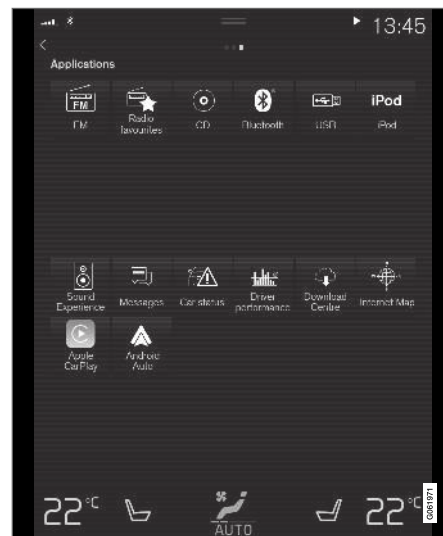 13:45
Applications
FM
iPod
FM
Radio
favourites
CD
Bluetooth
USB
iPod
Sound
Experience
Messages
Car status
Driver
performance
Download
Centre
Internet Map
Apple
CarPlay
Android
Auto
22°C
22°C
AUTO
G061971